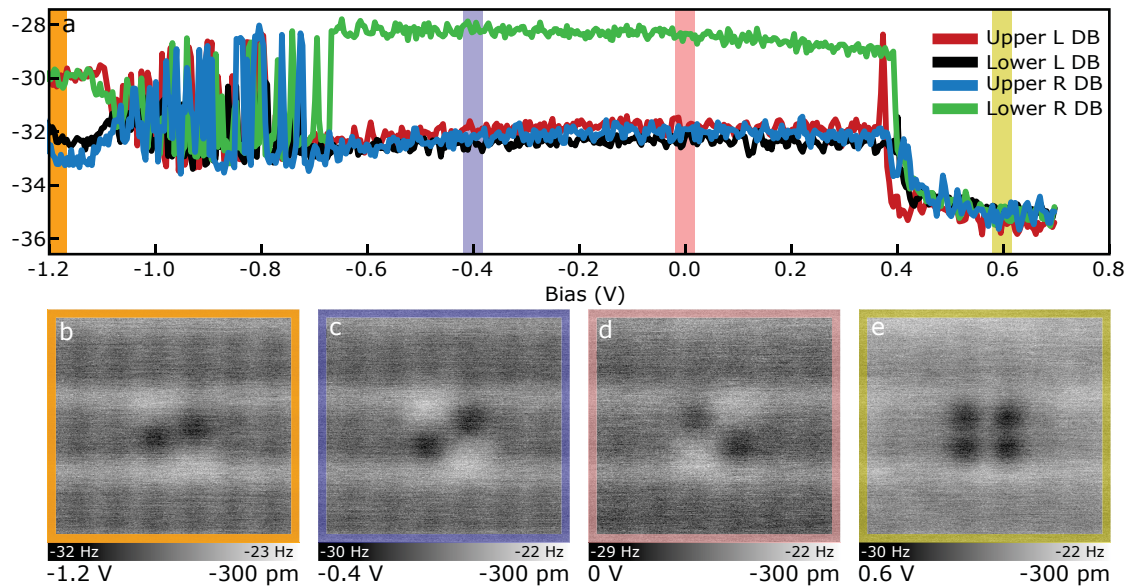 a
-28
-30
-32
-34
-36
Upper L DB
Lower L DB
Upper R DB
Lower R DB
-1.2 -1.0 -0.8 -0.6 -0.4 -0.2 0.0 0.2 0.4 0.6 0.8
Bias (V)
b c d e
-32 Hz -23 Hz -30 Hz -22 Hz -29 Hz -22 Hz -30 Hz -22 Hz
-1.2 V -300 pm -0.4 V -300 pm 0 V -300 pm 0.6 V -300 pm